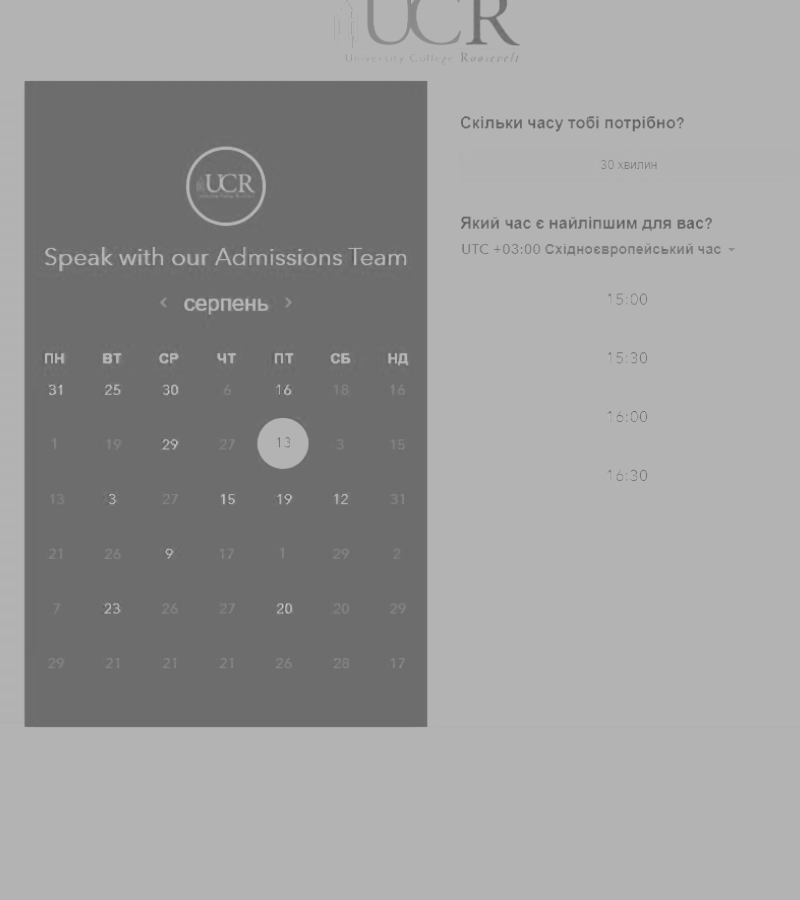 UCR
University College Roosevelt
UCR
Speak with our Admissions Team
серпень
ПН ВТ СР ЧТ ПТ СБ НД
31 25 30 6 16 18 16
1 19 29 27 13 3 15
13 3 27 15 19 12 31
21 26 9 17 1 29 2
7 23 26 27 20 20 29
29 21 21 21 26 28 17
Скільки часу тобі потрібно?
30 хвилин
Який час є найліпшим для вас?
UTC +03:00 Східноєвропейський час
15:00
15:30
16:00
16:30